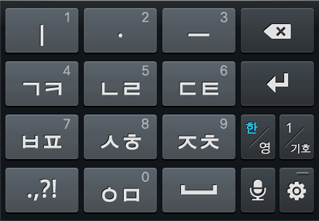 1 2 3
ㅣ · ㅡ
4 5 6
ㄱㅋ ㄴㄹ ㄷㅌ
7 8 9
ㅂㅍ ㅅㅎ ㅈㅊ 한/영 1/기호
0
.,?! ㅇㅁ